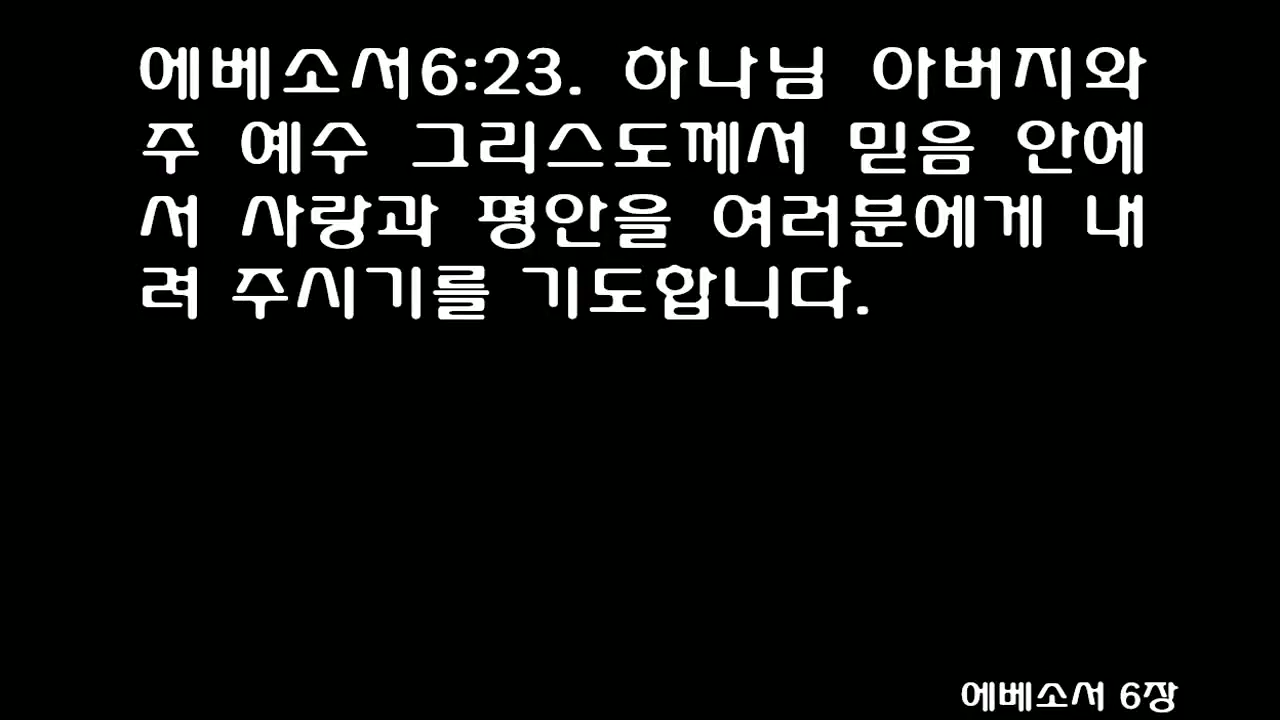 에베소서6:23. 하나님 아버지와
주 예수 그리스도께서 믿음 안에
서 사랑과 평안을 여러분에게 내
려 주시기를 기도합니다.
에베소서 6장